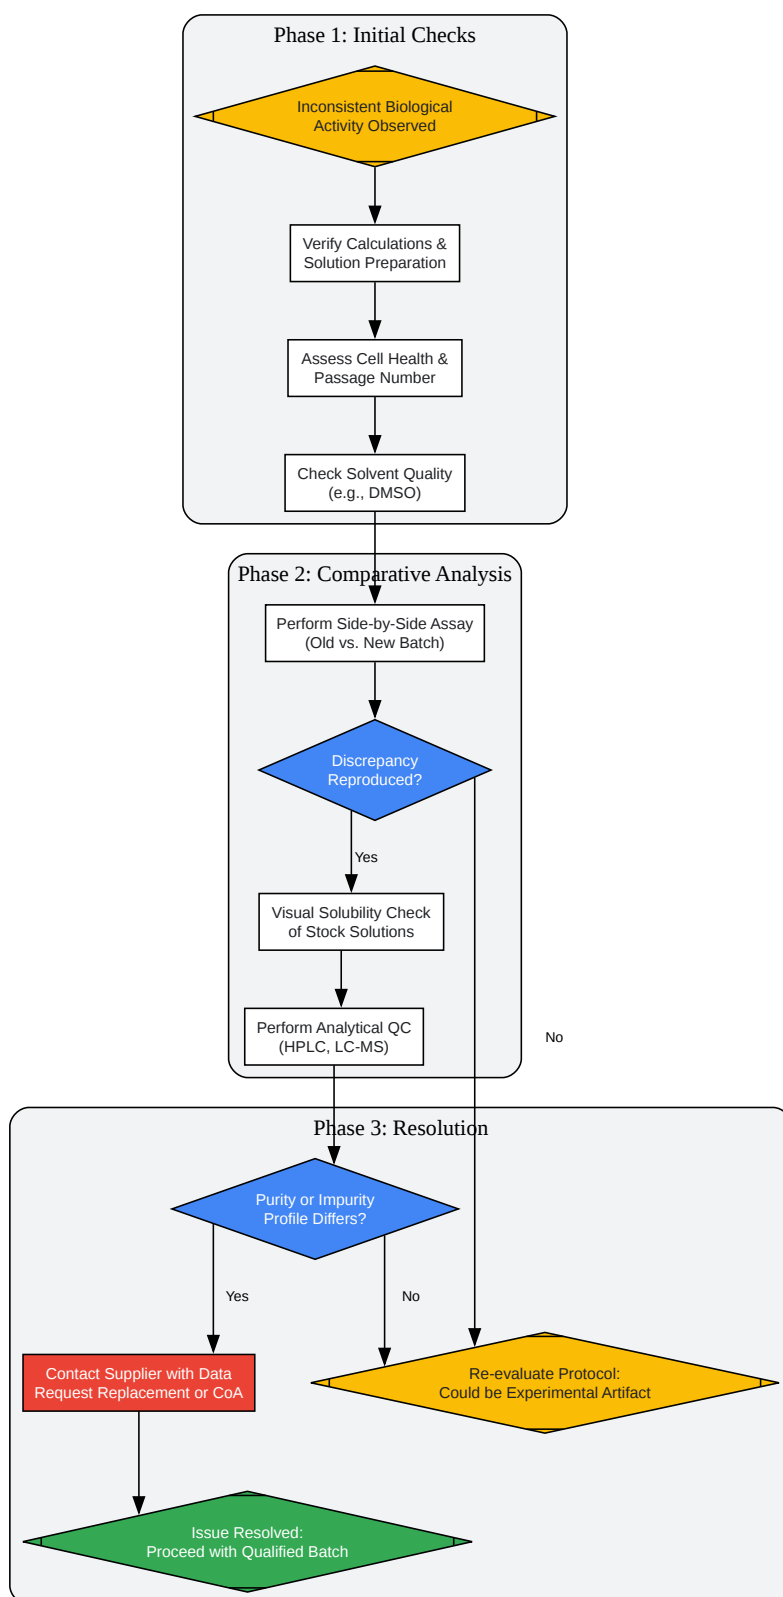 Phase 1: Initial Checks
Inconsistent Biological
Activity Observed
Verify Calculations &
Solution Preparation
Assess Cell Health &
Passage Number
Check Solvent Quality
(e.g., DMSO)
Phase 2: Comparative Analysis
Perform Side-by-Side Assay
(Old vs. New Batch)
Discrepancy
Reproduced?
Yes
Visual Solubility Check
of Stock Solutions
Perform Analytical QC
(HPLC, LC-MS)
No
Phase 3: Resolution
Purity or Impurity
Profile Differs?
Yes
No
Contact Supplier with Data
Request Replacement or CoA
Re-evaluate Protocol:
Could be Experimental Artifact
Issue Resolved:
Proceed with Qualified Batch